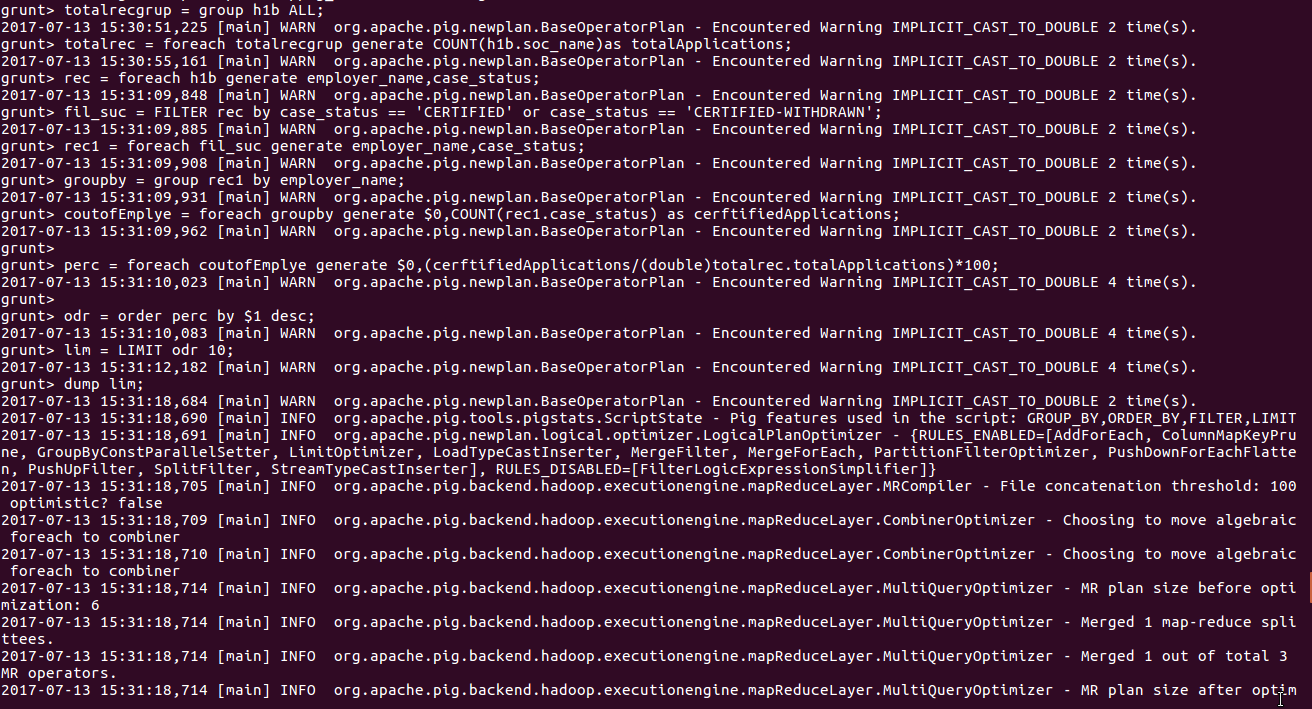 grunt> totalrecgrup = group h1b ALL;
2017-07-13 15:30:51,225 [main] WARN  org.apache.pig.newplan.BaseOperatorPlan - Encountered Warning IMPLICIT_CAST_TO_DOUBLE 2 time(s).
grunt> totalrec = foreach totalrecgrup generate COUNT(h1b.soc_name)as totalApplications;
2017-07-13 15:30:55,161 [main] WARN  org.apache.pig.newplan.BaseOperatorPlan - Encountered Warning IMPLICIT_CAST_TO_DOUBLE 2 time(s).
grunt> rec = foreach h1b generate employer_name,case_status;
2017-07-13 15:31:09,848 [main] WARN  org.apache.pig.newplan.BaseOperatorPlan - Encountered Warning IMPLICIT_CAST_TO_DOUBLE 2 time(s).
grunt> fil_suc = FILTER rec by case_status == 'CERTIFIED' or case_status == 'CERTIFIED-WITHDRAWN';
2017-07-13 15:31:09,885 [main] WARN  org.apache.pig.newplan.BaseOperatorPlan - Encountered Warning IMPLICIT_CAST_TO_DOUBLE 2 time(s).
grunt> rec1 = foreach fil_suc generate employer_name,case_status;
2017-07-13 15:31:09,908 [main] WARN  org.apache.pig.newplan.BaseOperatorPlan - Encountered Warning IMPLICIT_CAST_TO_DOUBLE 2 time(s).
grunt> groupby = group rec1 by employer_name;
2017-07-13 15:31:09,931 [main] WARN  org.apache.pig.newplan.BaseOperatorPlan - Encountered Warning IMPLICIT_CAST_TO_DOUBLE 2 time(s).
grunt> coutofEmplye = foreach groupby generate $0,COUNT(rec1.case_status) as cerftifiedApplications;
2017-07-13 15:31:09,962 [main] WARN  org.apache.pig.newplan.BaseOperatorPlan - Encountered Warning IMPLICIT_CAST_TO_DOUBLE 2 time(s).
grunt>
grunt> perc = foreach coutofEmplye generate $0,(cerftifiedApplications/(double)totalrec.totalApplications)*100;
2017-07-13 15:31:10,023 [main] WARN  org.apache.pig.newplan.BaseOperatorPlan - Encountered Warning IMPLICIT_CAST_TO_DOUBLE 4 time(s).
grunt>
grunt> odr = order perc by $1 desc;
2017-07-13 15:31:10,083 [main] WARN  org.apache.pig.newplan.BaseOperatorPlan - Encountered Warning IMPLICIT_CAST_TO_DOUBLE 4 time(s).
grunt> lim = LIMIT odr 10;
2017-07-13 15:31:12,182 [main] WARN  org.apache.pig.newplan.BaseOperatorPlan - Encountered Warning IMPLICIT_CAST_TO_DOUBLE 4 time(s).
grunt> dump lim;
2017-07-13 15:31:18,684 [main] WARN  org.apache.pig.newplan.BaseOperatorPlan - Encountered Warning IMPLICIT_CAST_TO_DOUBLE 2 time(s).
2017-07-13 15:31:18,690 [main] INFO  org.apache.pig.tools.pigstats.ScriptState - Pig features used in the script: GROUP_BY,ORDER_BY,FILTER,LIMIT
2017-07-13 15:31:18,691 [main] INFO  org.apache.pig.newplan.logical.optimizer.LogicalPlanOptimizer - {RULES_ENABLED=[AddForEach, ColumnMapKeyPru
ne, GroupByConstParallelSetter, LimitOptimizer, LoadTypeCastInserter, MergeFilter, MergeForEach, PartitionFilterOptimizer, PushDownForEachFlatte
n, PushUpFilter, SplitFilter, StreamTypeCastInserter], RULES_DISABLED=[FilterLogicExpressionSimplifier]}
2017-07-13 15:31:18,705 [main] INFO  org.apache.pig.backend.hadoop.executionengine.mapReduceLayer.MRCompiler - File concatenation threshold: 100
 optimistic? false
2017-07-13 15:31:18,709 [main] INFO  org.apache.pig.backend.hadoop.executionengine.mapReduceLayer.CombinerOptimizer - Choosing to move algebraic
 foreach to combiner
2017-07-13 15:31:18,710 [main] INFO  org.apache.pig.backend.hadoop.executionengine.mapReduceLayer.CombinerOptimizer - Choosing to move algebraic
 foreach to combiner
2017-07-13 15:31:18,714 [main] INFO  org.apache.pig.backend.hadoop.executionengine.mapReduceLayer.MultiQueryOptimizer - MR plan size before opti
mization: 6
2017-07-13 15:31:18,714 [main] INFO  org.apache.pig.backend.hadoop.executionengine.mapReduceLayer.MultiQueryOptimizer - Merged 1 map-reduce spli
ttees.
2017-07-13 15:31:18,714 [main] INFO  org.apache.pig.backend.hadoop.executionengine.mapReduceLayer.MultiQueryOptimizer - Merged 1 out of total 3
MR operators.
2017-07-13 15:31:18,714 [main] INFO  org.apache.pig.backend.hadoop.executionengine.mapReduceLayer.MultiQueryOptimizer - MR plan size after optim